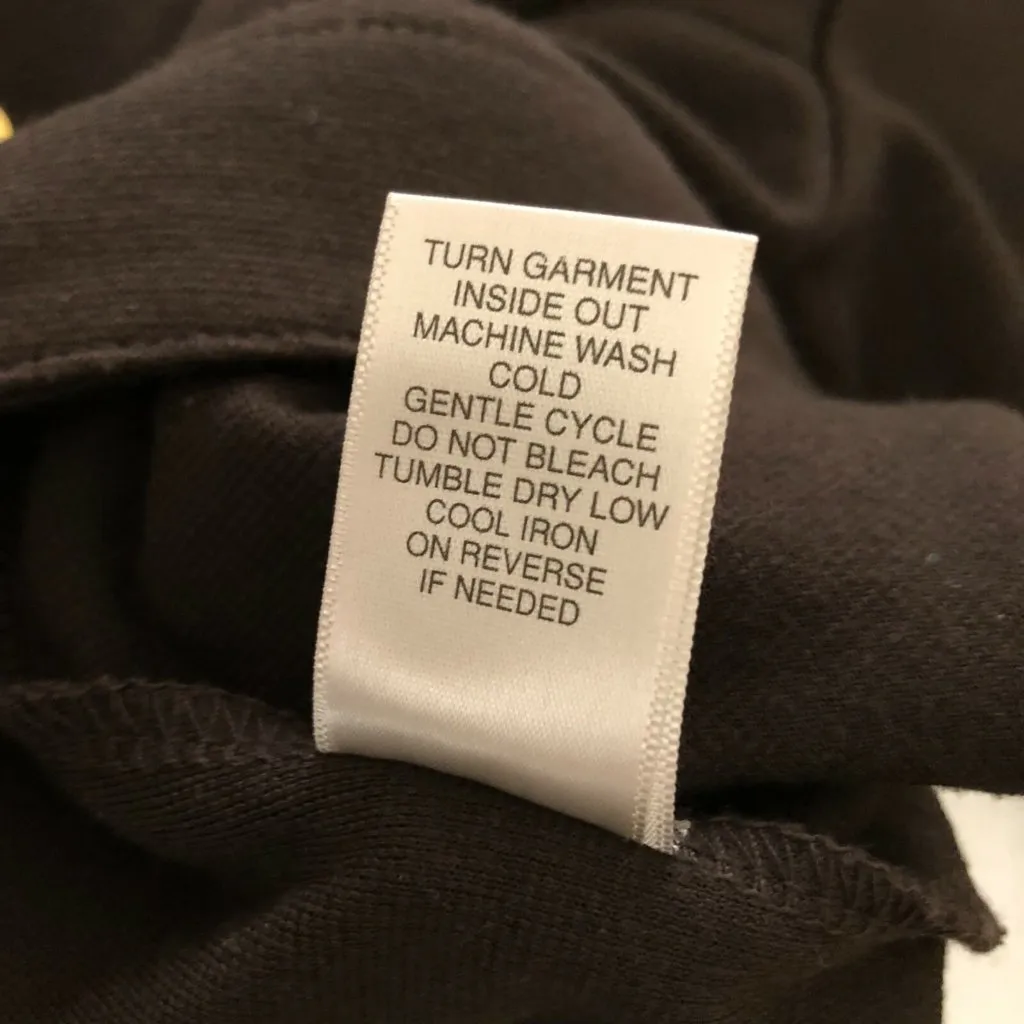 TURN GARMENT
INSIDE OUT
MACHINE WASH
COLD
GENTLE CYCLE
DO NOT BLEACH
TUMBLE DRY LOW
COOL IRON
ON REVERSE
IF NEEDED